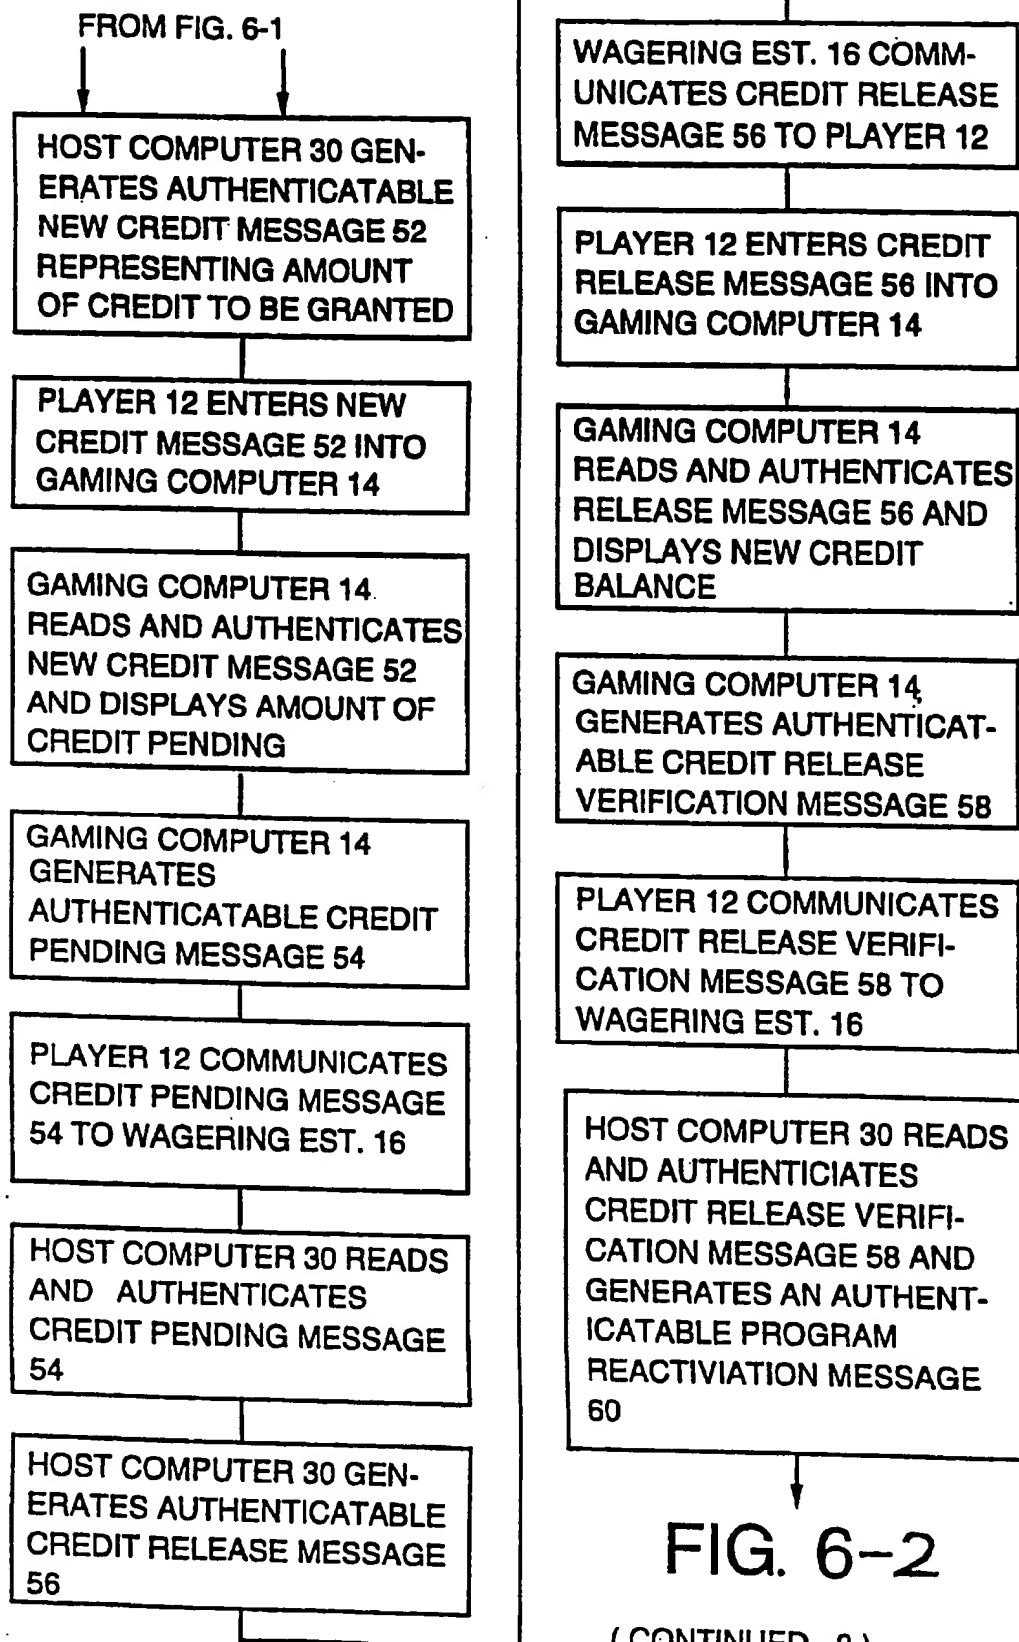 FROM FIG. 6-1
HOST COMPUTER 30 GEN-
ERATES AUTHENTICATABLE
NEW CREDIT MESSAGE 52
REPRESENTING AMOUNT
OF CREDIT TO BE GRANTED
PLAYER 12 ENTERS NEW
CREDIT MESSAGE 52 INTO
GAMING COMPUTER 14
GAMING COMPUTER 14
READS AND AUTHENTICATES
NEW CREDIT MESSAGE 52
AND DISPLAYS AMOUNT OF
CREDIT PENDING
GAMING COMPUTER 14
GENERATES
AUTHENTICATABLE CREDIT
PENDING MESSAGE 54
PLAYER 12 COMMUNICATES
CREDIT PENDING MESSAGE
54 TO WAGERING EST. 16
HOST COMPUTER 30 READS
AND AUTHENTICATES
CREDIT PENDING MESSAGE
54
HOST COMPUTER 30 GEN-
ERATES AUTHENTICATABLE
CREDIT RELEASE MESSAGE
56
WAGERING EST. 16 COMM-
UNICATES CREDIT RELEASE
MESSAGE 56 TO PLAYER 12
PLAYER 12 ENTERS CREDIT
RELEASE MESSAGE 56 INTO
GAMING COMPUTER 14
GAMING COMPUTER 14
READS AND AUTHENTICATES
RELEASE MESSAGE 56 AND
DISPLAYS NEW CREDIT
BALANCE
GAMING COMPUTER 14
GENERATES AUTHENTICAT-
ABLE CREDIT RELEASE
VERIFICATION MESSAGE 58
PLAYER 12 COMMUNICATES
CREDIT RELEASE VERIFI-
CATION MESSAGE 58 TO
WAGERING EST. 16
HOST COMPUTER 30 READS
AND AUTHENTICIATES
CREDIT RELEASE VERIFI-
CATION MESSAGE 58 AND
GENERATES AN AUTHENT-
ICATABLE PROGRAM
REACTIVIATION MESSAGE
60
FIG. 6-2
(CONTINUED -3)